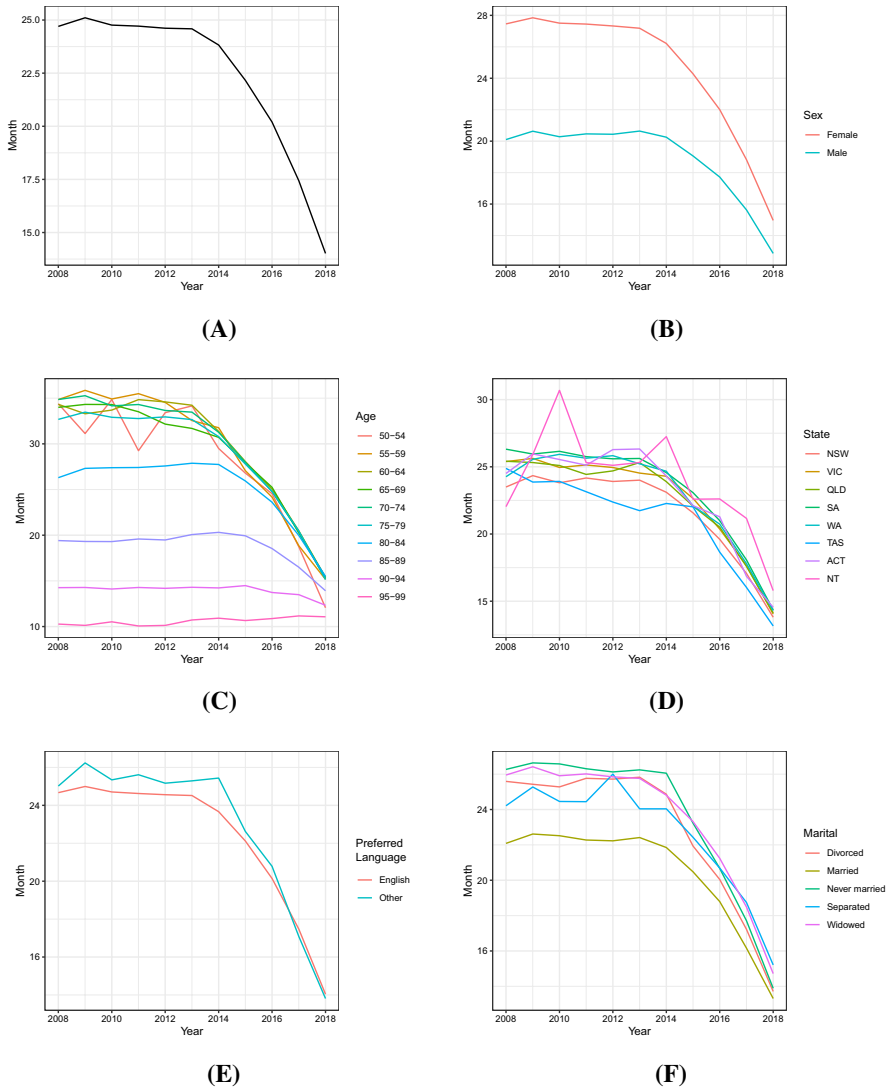 25.0
22.5
20.0
17.5
15.0
Month
2008 2010 2012 2014 2016 2018
Year
(A)
28
24
20
16
Month
2008 2010 2012 2014 2016 2018
Year
Sex
Female
Male
(B)
30
20
10
Month
2008 2010 2012 2014 2016 2018
Year
Age
50−54
55−59
60−64
65−69
70−74
75−79
80−84
85−89
90−94
95−99
(C)
30
25
20
15
Month
2008 2010 2012 2014 2016 2018
Year
State
NSW
VIC
QLD
SA
WA
TAS
ACT
NT
(D)
24
20
16
Month
2008 2010 2012 2014 2016 2018
Year
Preferred
Language
English
Other
(E)
24
20
16
Month
2008 2010 2012 2014 2016 2018
Year
Marital
Divorced
Married
Never married
Separated
Widowed
(F)